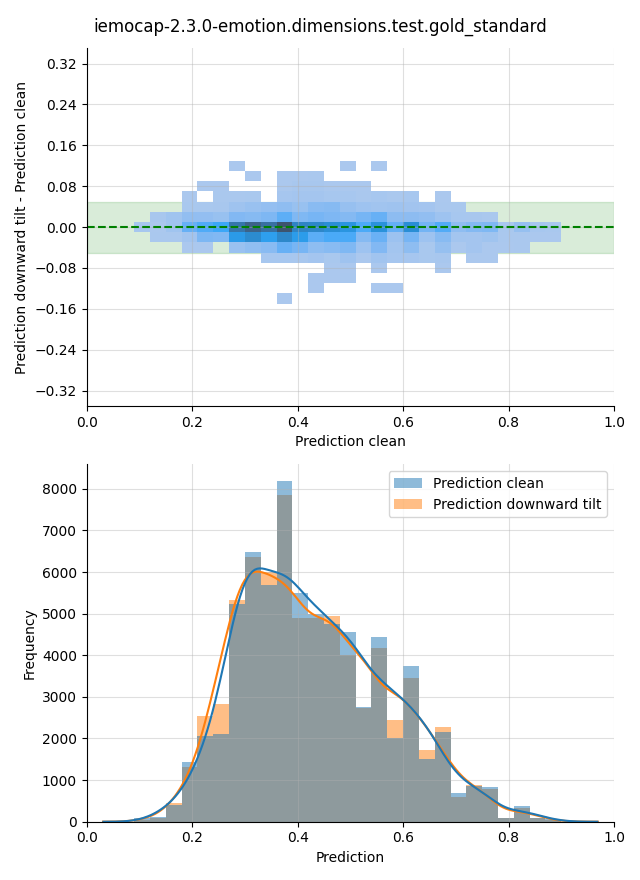 iemocap-2.3.0-emotion.dimensions.test.gold_standard
Prediction downward tilt - Prediction clean
0.32
0.24
0.16
0.08
0.00
−0.08
−0.16
−0.24
−0.32
0.0 0.2 0.4 0.6 0.8 1.0
Prediction clean
Frequency
8000
7000
6000
5000
4000
3000
2000
1000
0
Prediction clean
Prediction downward tilt
0.0 0.2 0.4 0.6 0.8 1.0
Prediction